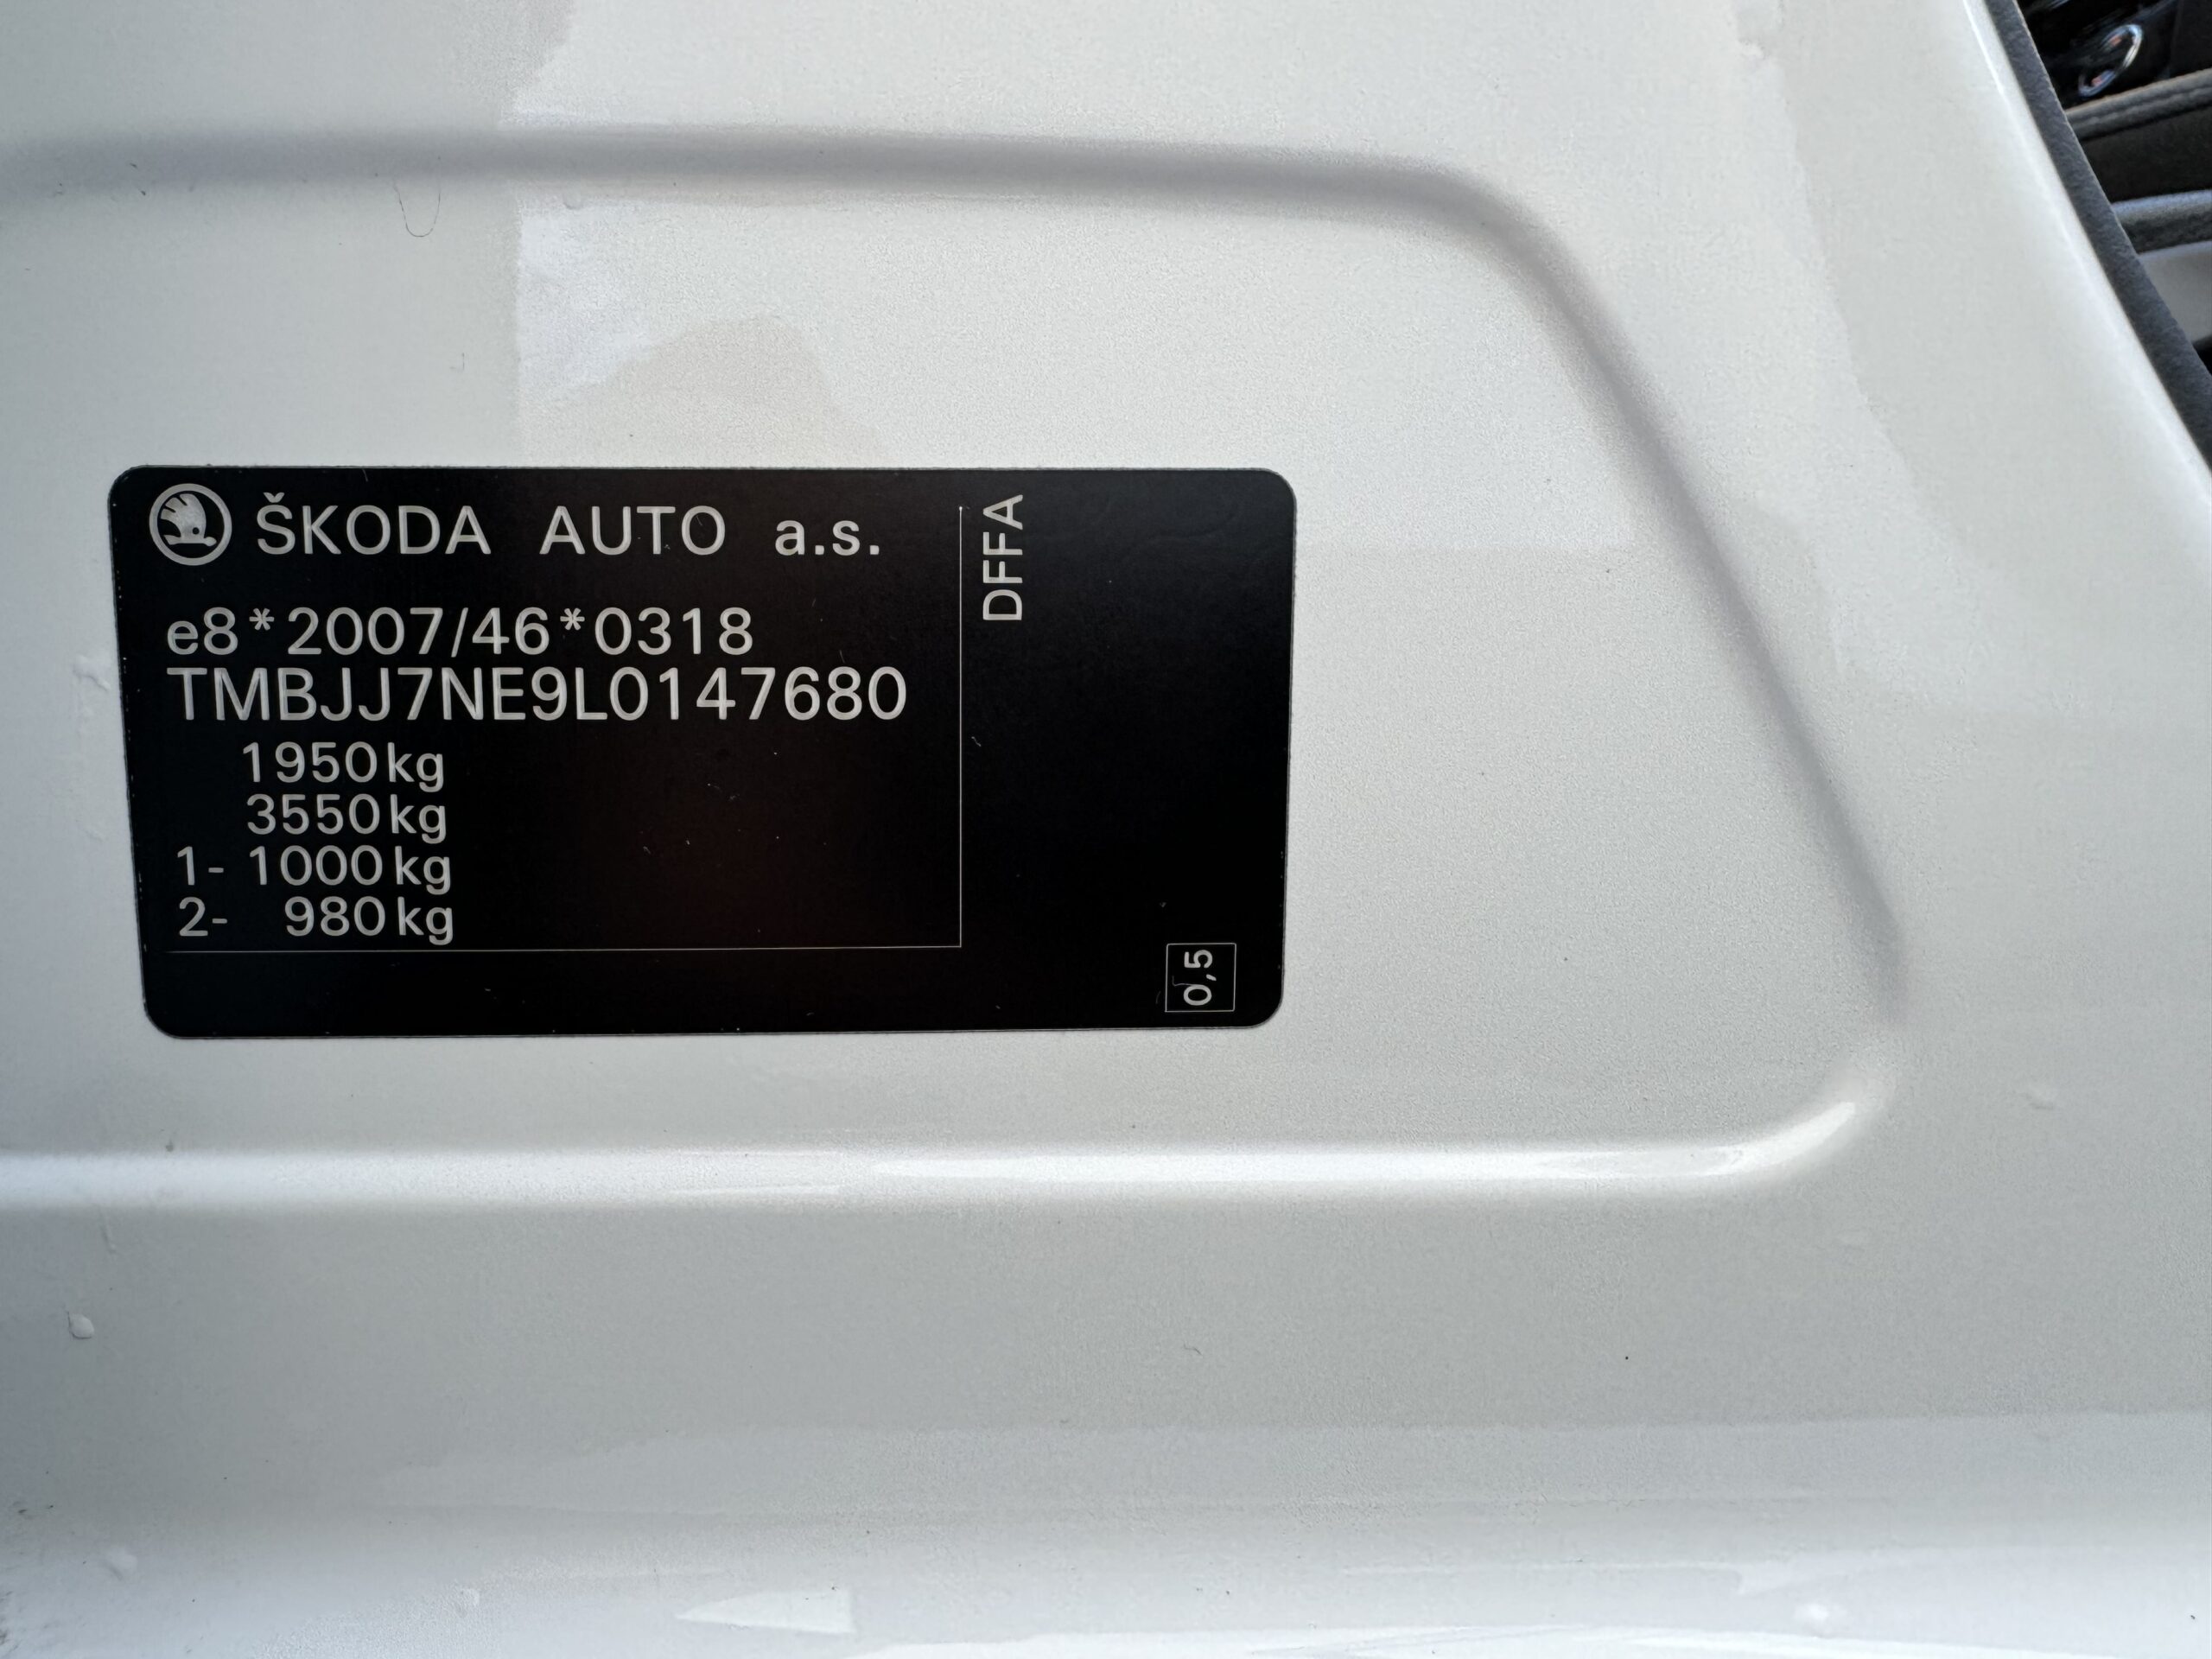 ŠKODA AUTO a.s.
e8*2007/46*0318
TMBJJ7NE9L0147680
1950kg
3550kg
1- 1000kg
2- 980kg
DFFA
0,5